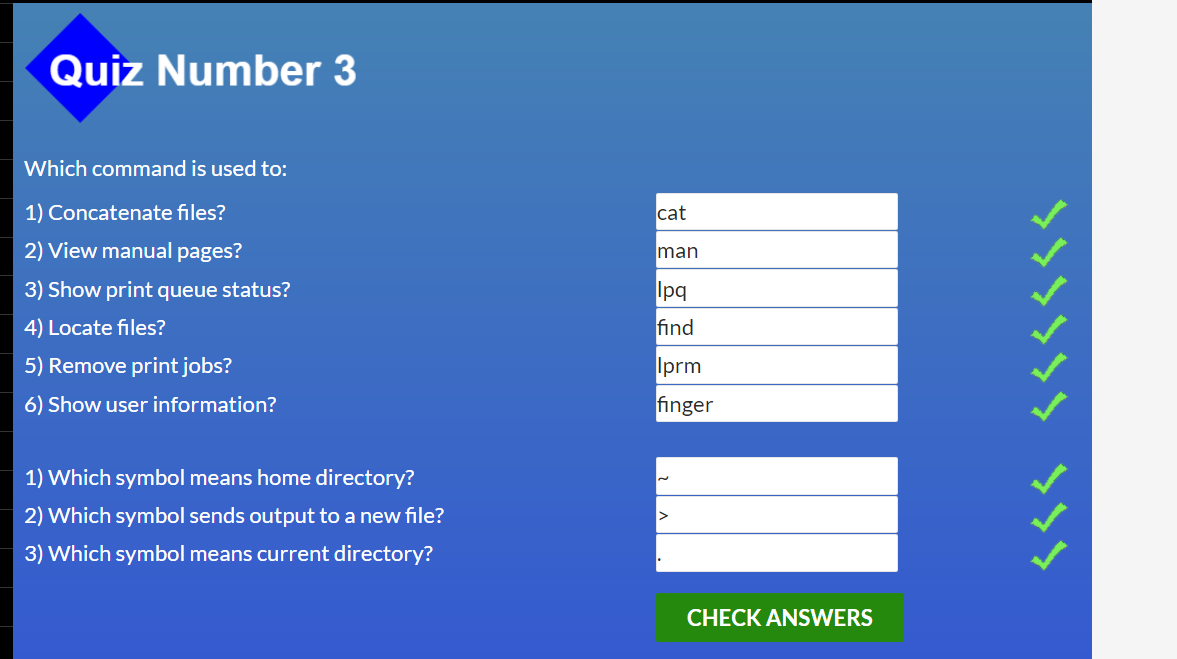 Quiz Number 3
Which command is used to:
1) Concatenate files? cat
2) View manual pages? man
3) Show print queue status? lpq
4) Locate files? find
5) Remove print jobs? lprm
6) Show user information? finger
1) Which symbol means home directory? ~
2) Which symbol sends output to a new file? >
3) Which symbol means current directory? .
CHECK ANSWERS